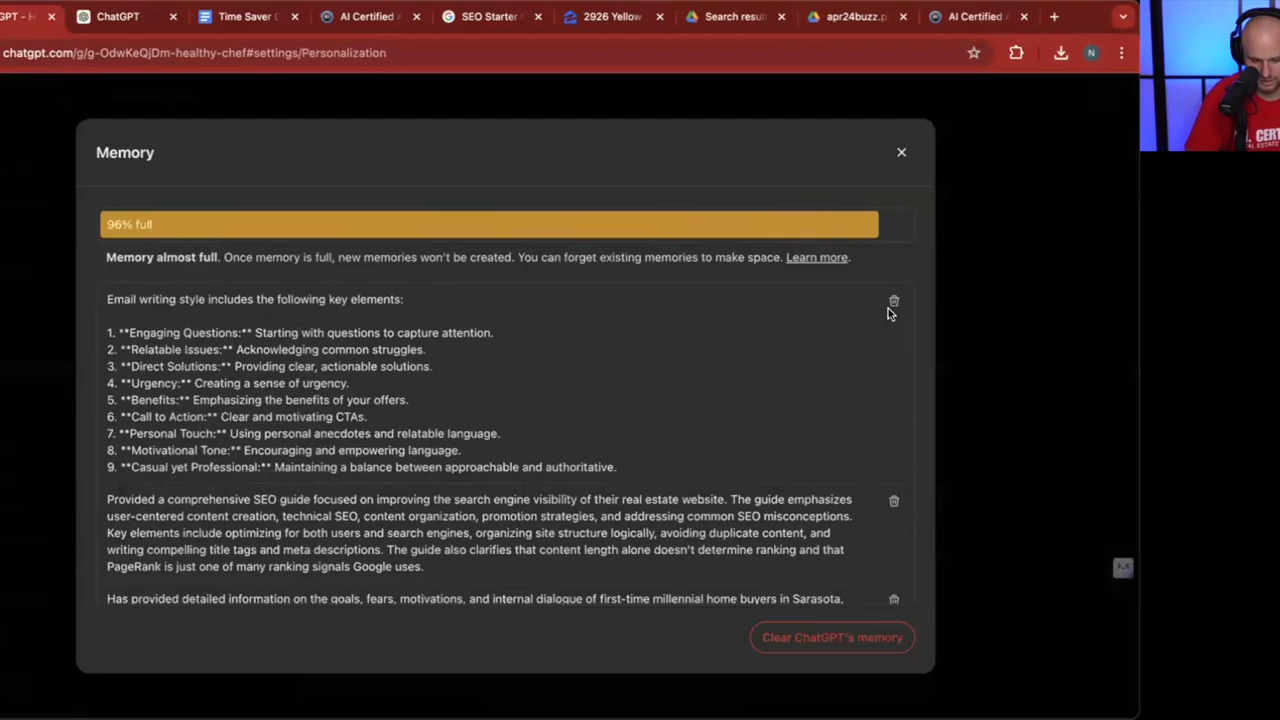 GPT - H
ChatGPT
Time Saver D
AI Certified A
SEO Starter
2926 Yellow
Search result
apr24buzz.p
AI Certified
chatgpt.com/g/g-OdwKeQjDm-healthy-chef#settings/Personalization
N
CERT
REAL ESTATE
Memory
96% full
Memory almost full. Once memory is full, new memories won't be created. You can forget existing memories to make space. Learn more.
Email writing style includes the following key elements:
1. **Engaging Questions:** Starting with questions to capture attention.
2. **Relatable Issues:** Acknowledging common struggles.
3. **Direct Solutions:** Providing clear, actionable solutions.
4. **Urgency:** Creating a sense of urgency.
5. **Benefits:** Emphasizing the benefits of your offers.
6. **Call to Action:** Clear and motivating CTAs.
7. **Personal Touch:** Using personal anecdotes and relatable language.
8. **Motivational Tone:** Encouraging and empowering language.
9. **Casual yet Professional:** Maintaining a balance between approachable and authoritative.
Provided a comprehensive SEO guide focused on improving the search engine visibility of their real estate website. The guide emphasizes
user-centered content creation, technical SEO, content organization, promotion strategies, and addressing common SEO misconceptions.
Key elements include optimizing for both users and search engines, organizing site structure logically, avoiding duplicate content, and
writing compelling title tags and meta descriptions. The guide also clarifies that content length alone doesn't determine ranking and that
PageRank is just one of many ranking signals Google uses.
Has provided detailed information on the goals, fears, motivations, and internal dialogue of first-time millennial home buyers in Sarasota,
Clear ChatGPT's memory